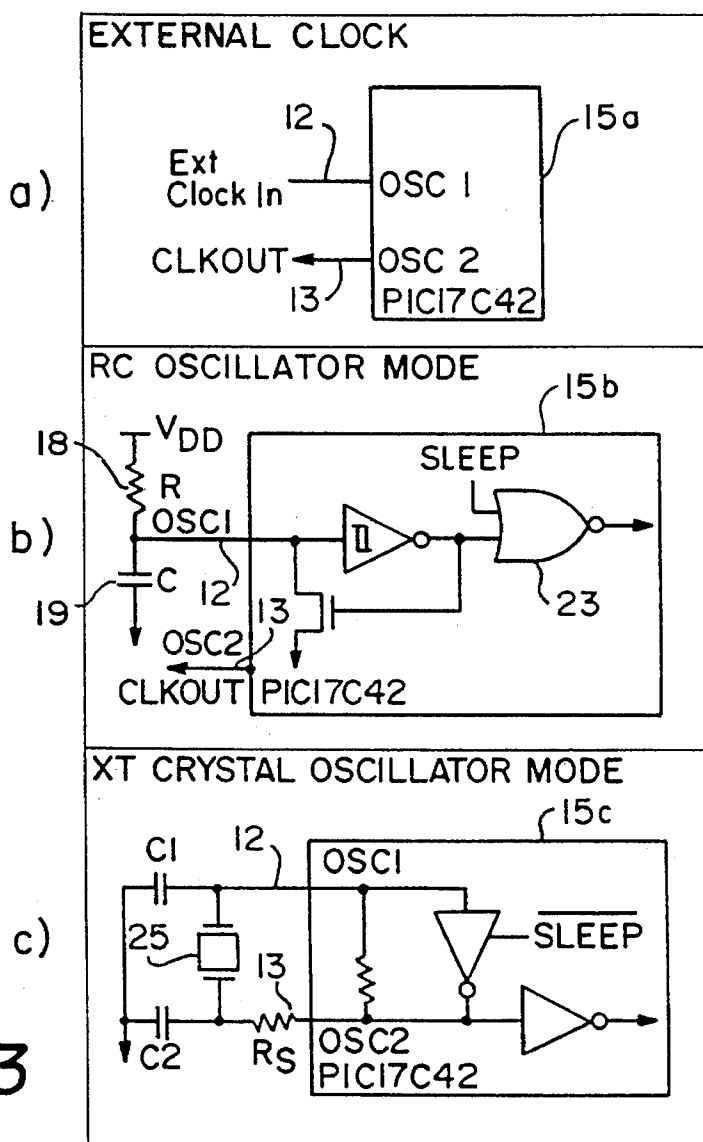 EXTERNAL CLOCK
a)
12
15a
Ext
Clock In
OSC 1
CLKOUT
OSC 2
13
PIC17C42
RC OSCILLATOR MODE
b)
15b
18
VDD
R
SLEEP
OSC1
12
C
19
13
23
OSC2
CLKOUT
PIC17C42
XT CRYSTAL OSCILLATOR MODE
c)
15c
C1
12
OSC1
25
SLEEP
13
C2
RS
OSC2
PIC17C42
3